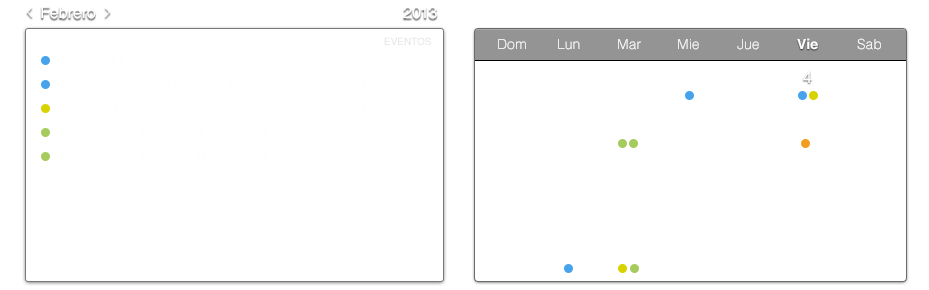 Febrero
2013
EVENTOS
Dom Lun Mar Mie Jue Vie Sab
4